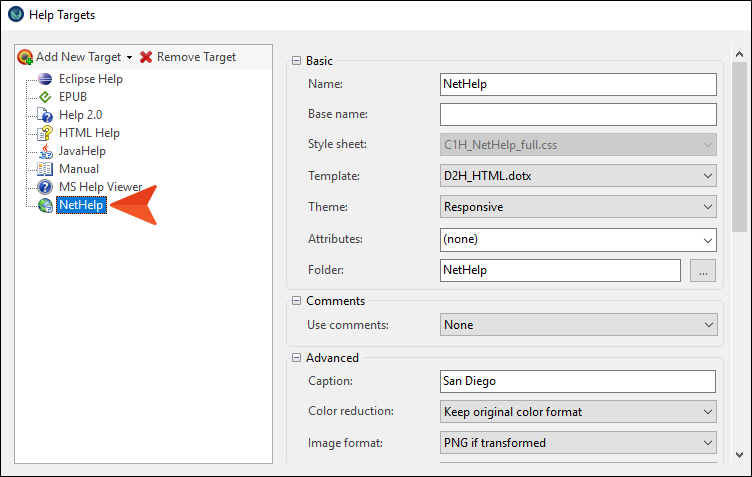 Help Targets
Add New Target
Remove Target
Eclipse Help
EPUB
Help 2.0
HTML Help
JavaHelp
Manual
MS Help Viewer
NetHelp
Basic
Name: NetHelp
Base name:
Style sheet: C1H_NetHelp_full.css
Template: D2H_HTML.dotx
Theme: Responsive
Attributes: (none)
Folder: NetHelp ...
Comments
Use comments: None
Advanced
Caption: San Diego
Color reduction: Keep original color format
Image format: PNG if transformed